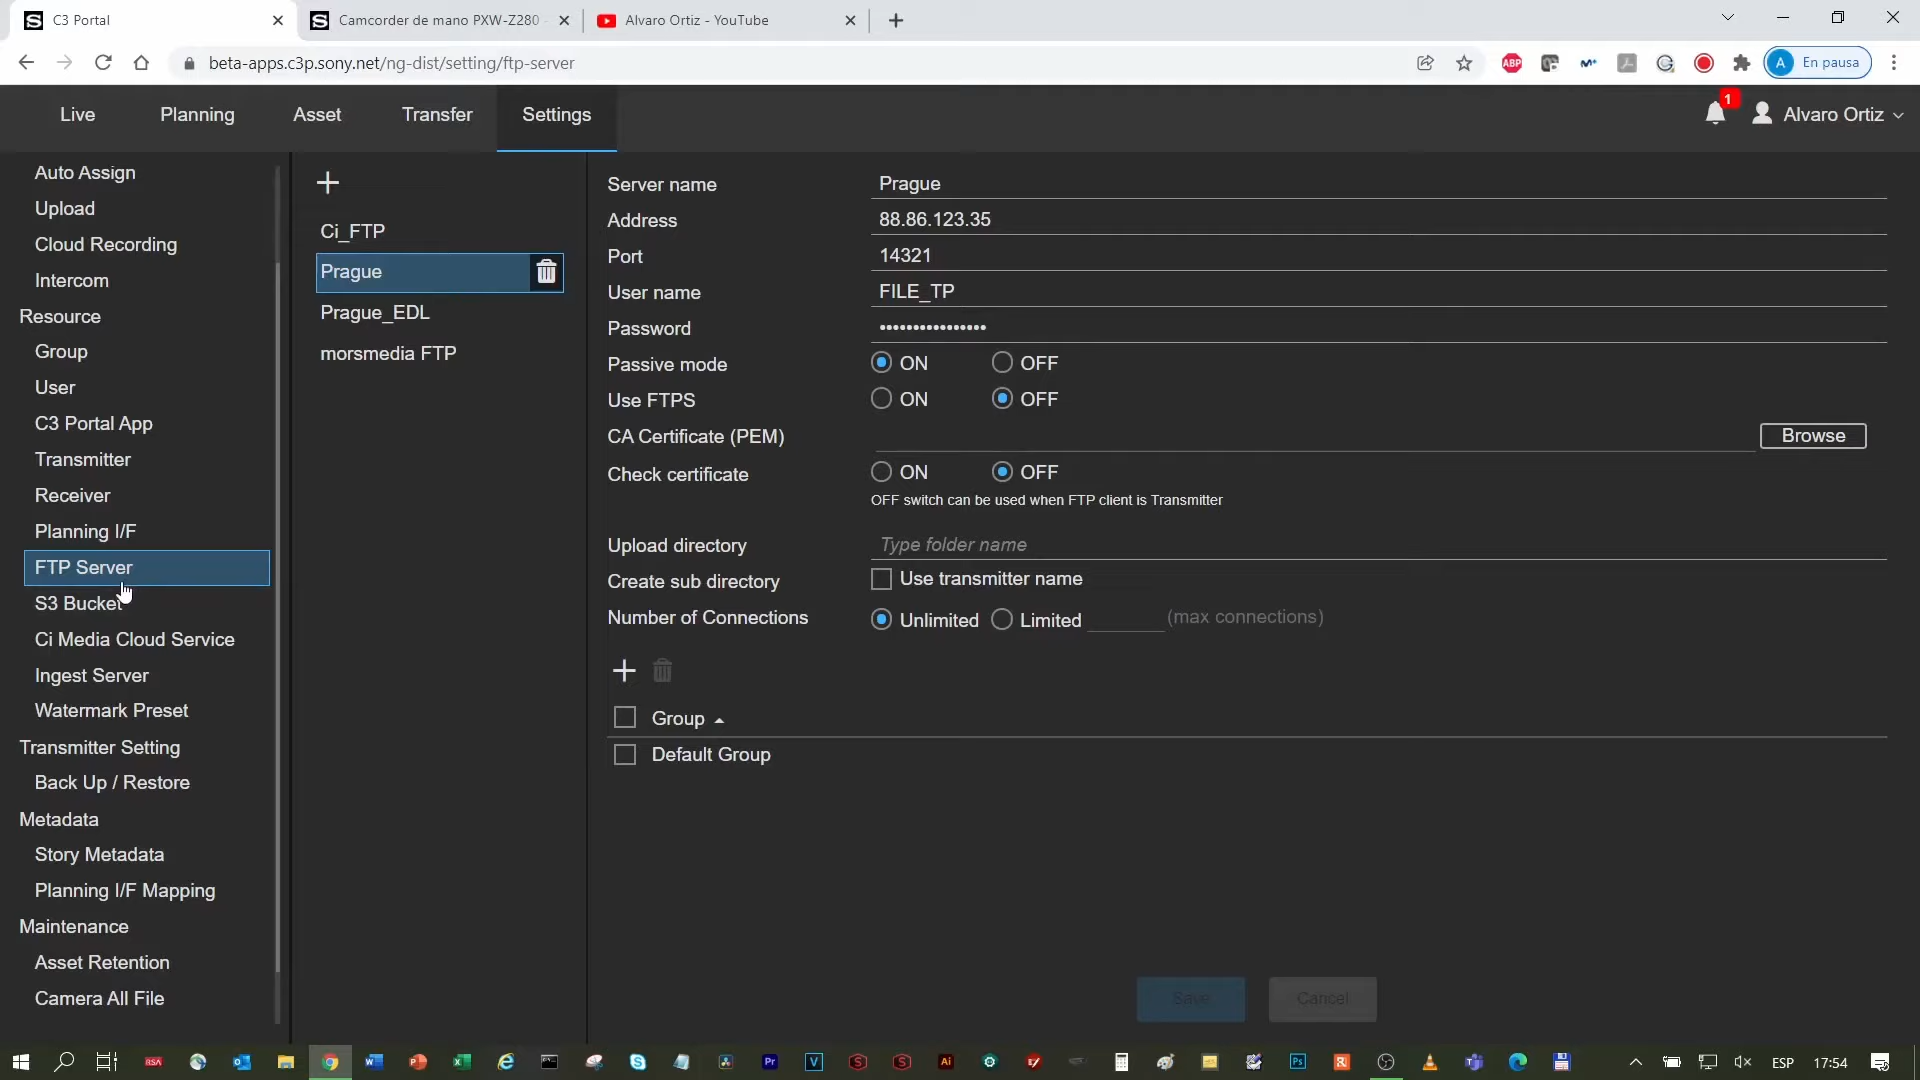 C3 Portal
Camcorder de mano PXW-Z280 -
Alvaro Ortiz - YouTube
beta-apps.c3p.sony.net/ng-dist/setting/ftp-server
ABP
A En pausa
Live
Planning
Asset
Transfer
Settings
1
Alvaro Ortiz
Auto Assign
Upload
Cloud Recording
Intercom
Resource
Group
User
C3 Portal App
Transmitter
Receiver
Planning I/F
FTP Server
S3 Bucket
Ci Media Cloud Service
Ingest Server
Watermark Preset
Transmitter Setting
Back Up / Restore
Metadata
Story Metadata
Planning I/F Mapping
Maintenance
Asset Retention
Camera All File
Ci_FTP
Prague
Prague_EDL
morsmedia FTP
Server name Prague
Address 88.86.123.35
Port 14321
User name FILE_TP
Password ••••••••••••••••
Passive mode ON OFF
Use FTPS ON OFF
CA Certificate (PEM) Browse
Check certificate ON OFF
OFF switch can be used when FTP client is Transmitter
Upload directory Type folder name
Create sub directory Use transmitter name
Number of Connections Unlimited Limited (max connections)
Group
Default Group
Save Cancel
RSA
ESP 17:54